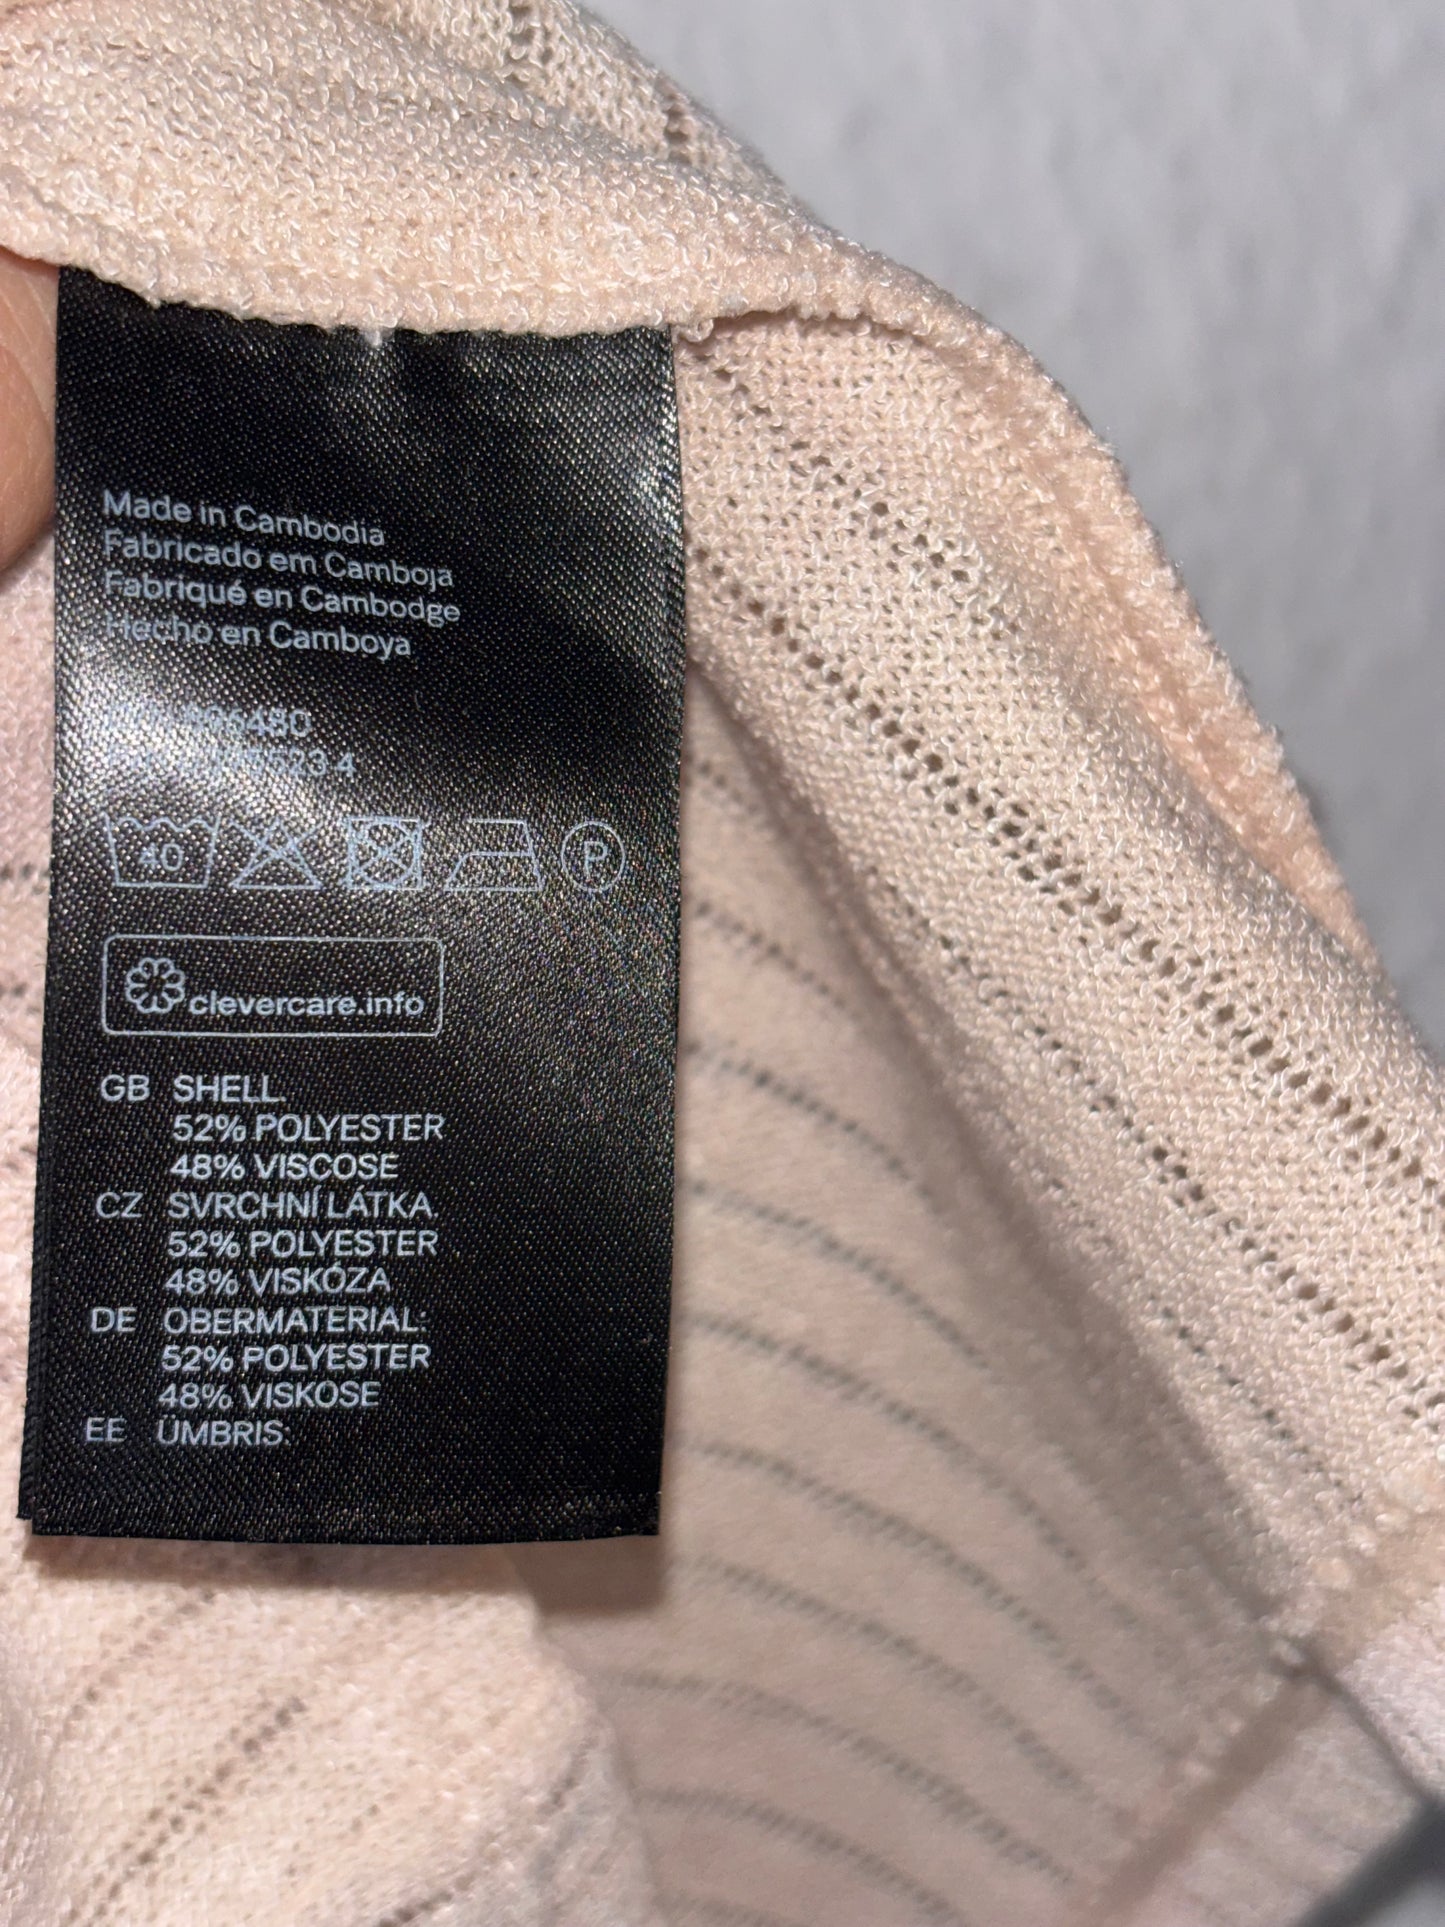 Made in Cambodia
Fabricado em Camboja
Fabriqué en Cambodge
Hecho en Camboya
40
P
clevercare.info
GB SHELL:
52% POLYESTER
48% VISCOSE
CZ SVRCHNÍ LÁTKA:
52% POLYESTER
48% VISKÓZA
DE OBERMATERIAL:
52% POLYESTER
48% VISKOSE
EE ÜMBRIS: